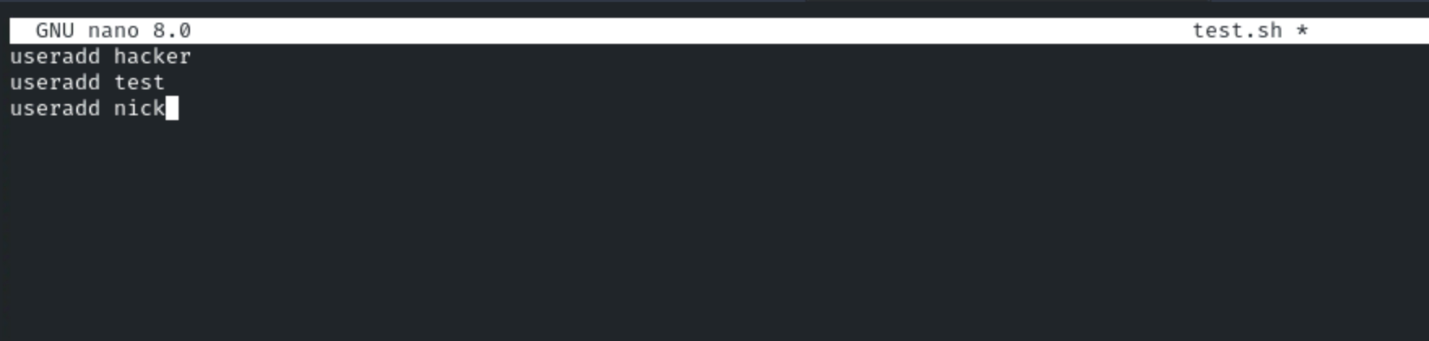 GNU nano 8.0 test.sh *
useradd hacker
useradd test
useradd nick